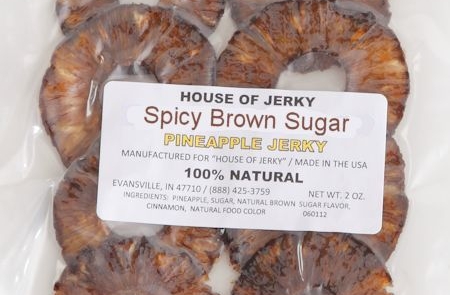 HOUSE OF JERKY
Spicy Brown Sugar
PINEAPPLE JERKY
MANUFACTURED FOR "HOUSE OF JERKY" / MADE IN THE USA
100% NATURAL
EVANSVILLE, IN 47710 / (888) 425-3759 NET WT. 2 OZ.
INGREDIENTS: PINEAPPLE, SUGAR, NATURAL BROWN SUGAR FLAVOR,
CINNAMON, NATURAL FOOD COLOR 060112